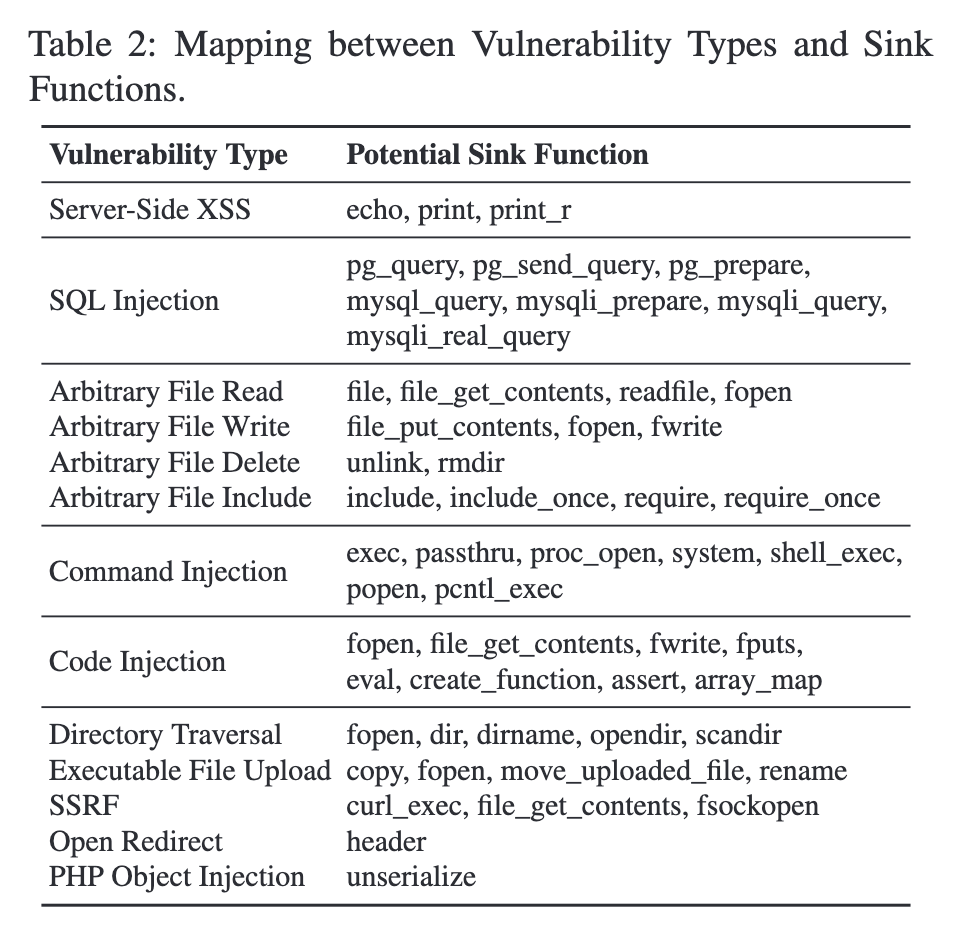 Table 2: Mapping between Vulnerability Types and Sink
Functions.
Vulnerability Type Potential Sink Function
Server-Side XSS echo, print, print_r
SQL Injection pg_query, pg_send_query, pg_prepare,
mysql_query, mysqli_prepare, mysqli_query,
mysqli_real_query
Arbitrary File Read file, file_get_contents, readfile, fopen
Arbitrary File Write file_put_contents, fopen, fwrite
Arbitrary File Delete unlink, rmdir
Arbitrary File Include include, include_once, require, require_once
Command Injection exec, passthru, proc_open, system, shell_exec,
popen, pcntl_exec
Code Injection fopen, file_get_contents, fwrite, fputs,
eval, create_function, assert, array_map
Directory Traversal fopen, dir, dirname, opendir, scandir
Executable File Upload copy, fopen, move_uploaded_file, rename
SSRF curl_exec, file_get_contents, fsockopen
Open Redirect header
PHP Object Injection unserialize